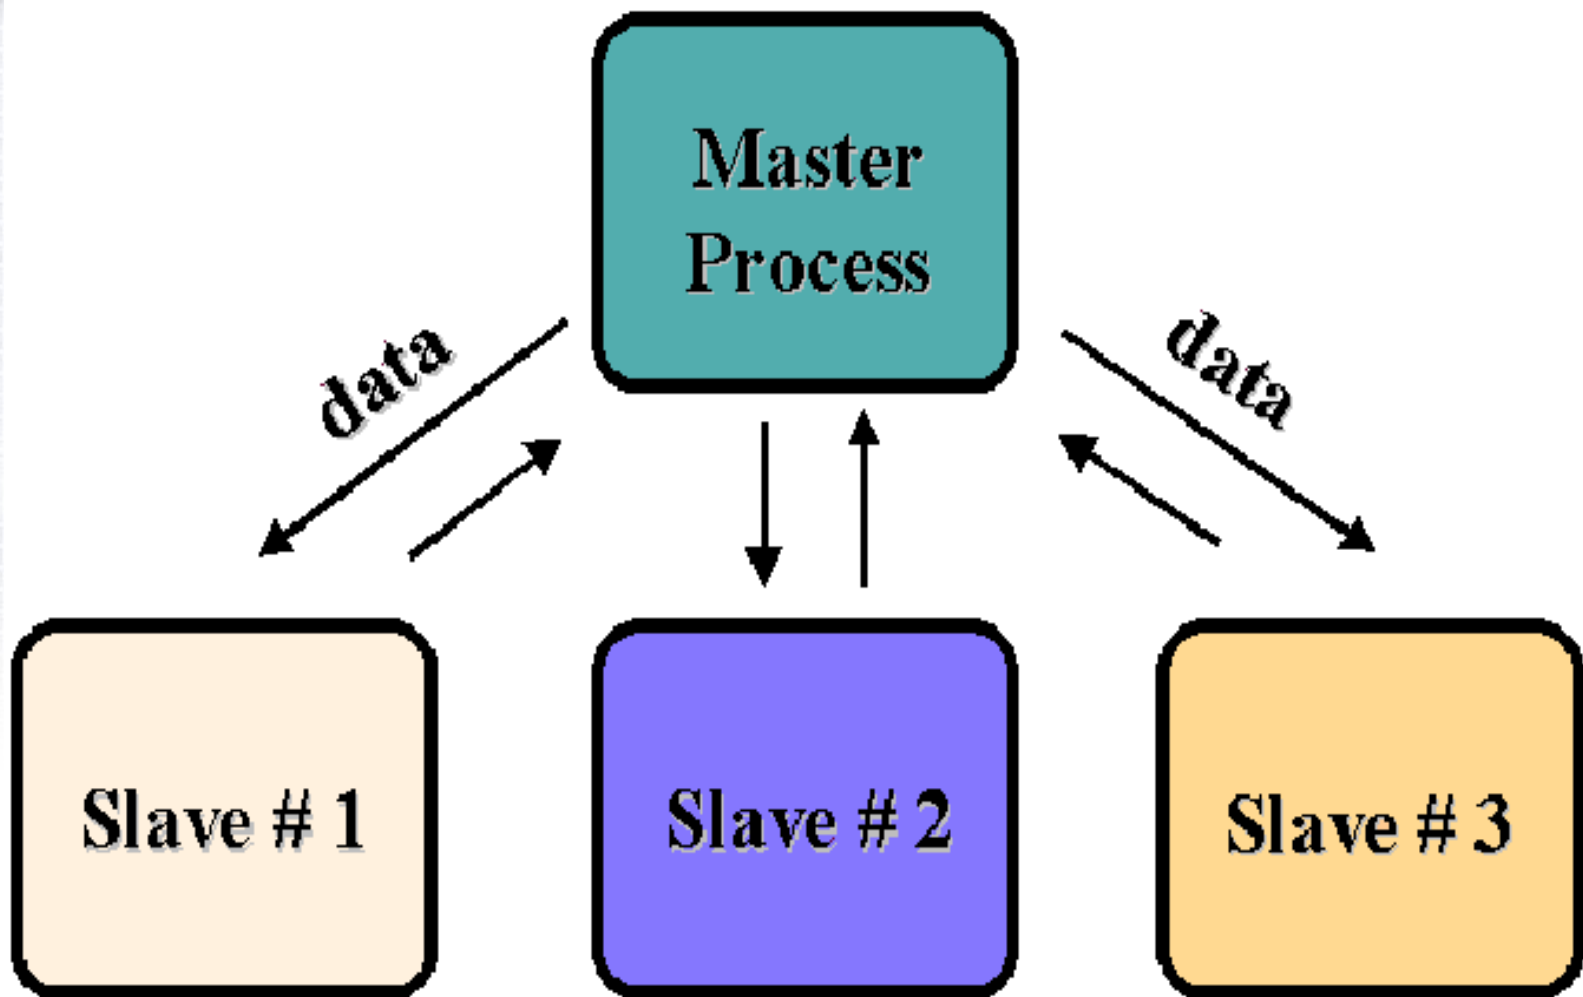 Master
Process
data
data
Slave # 1
Slave # 2
Slave # 3